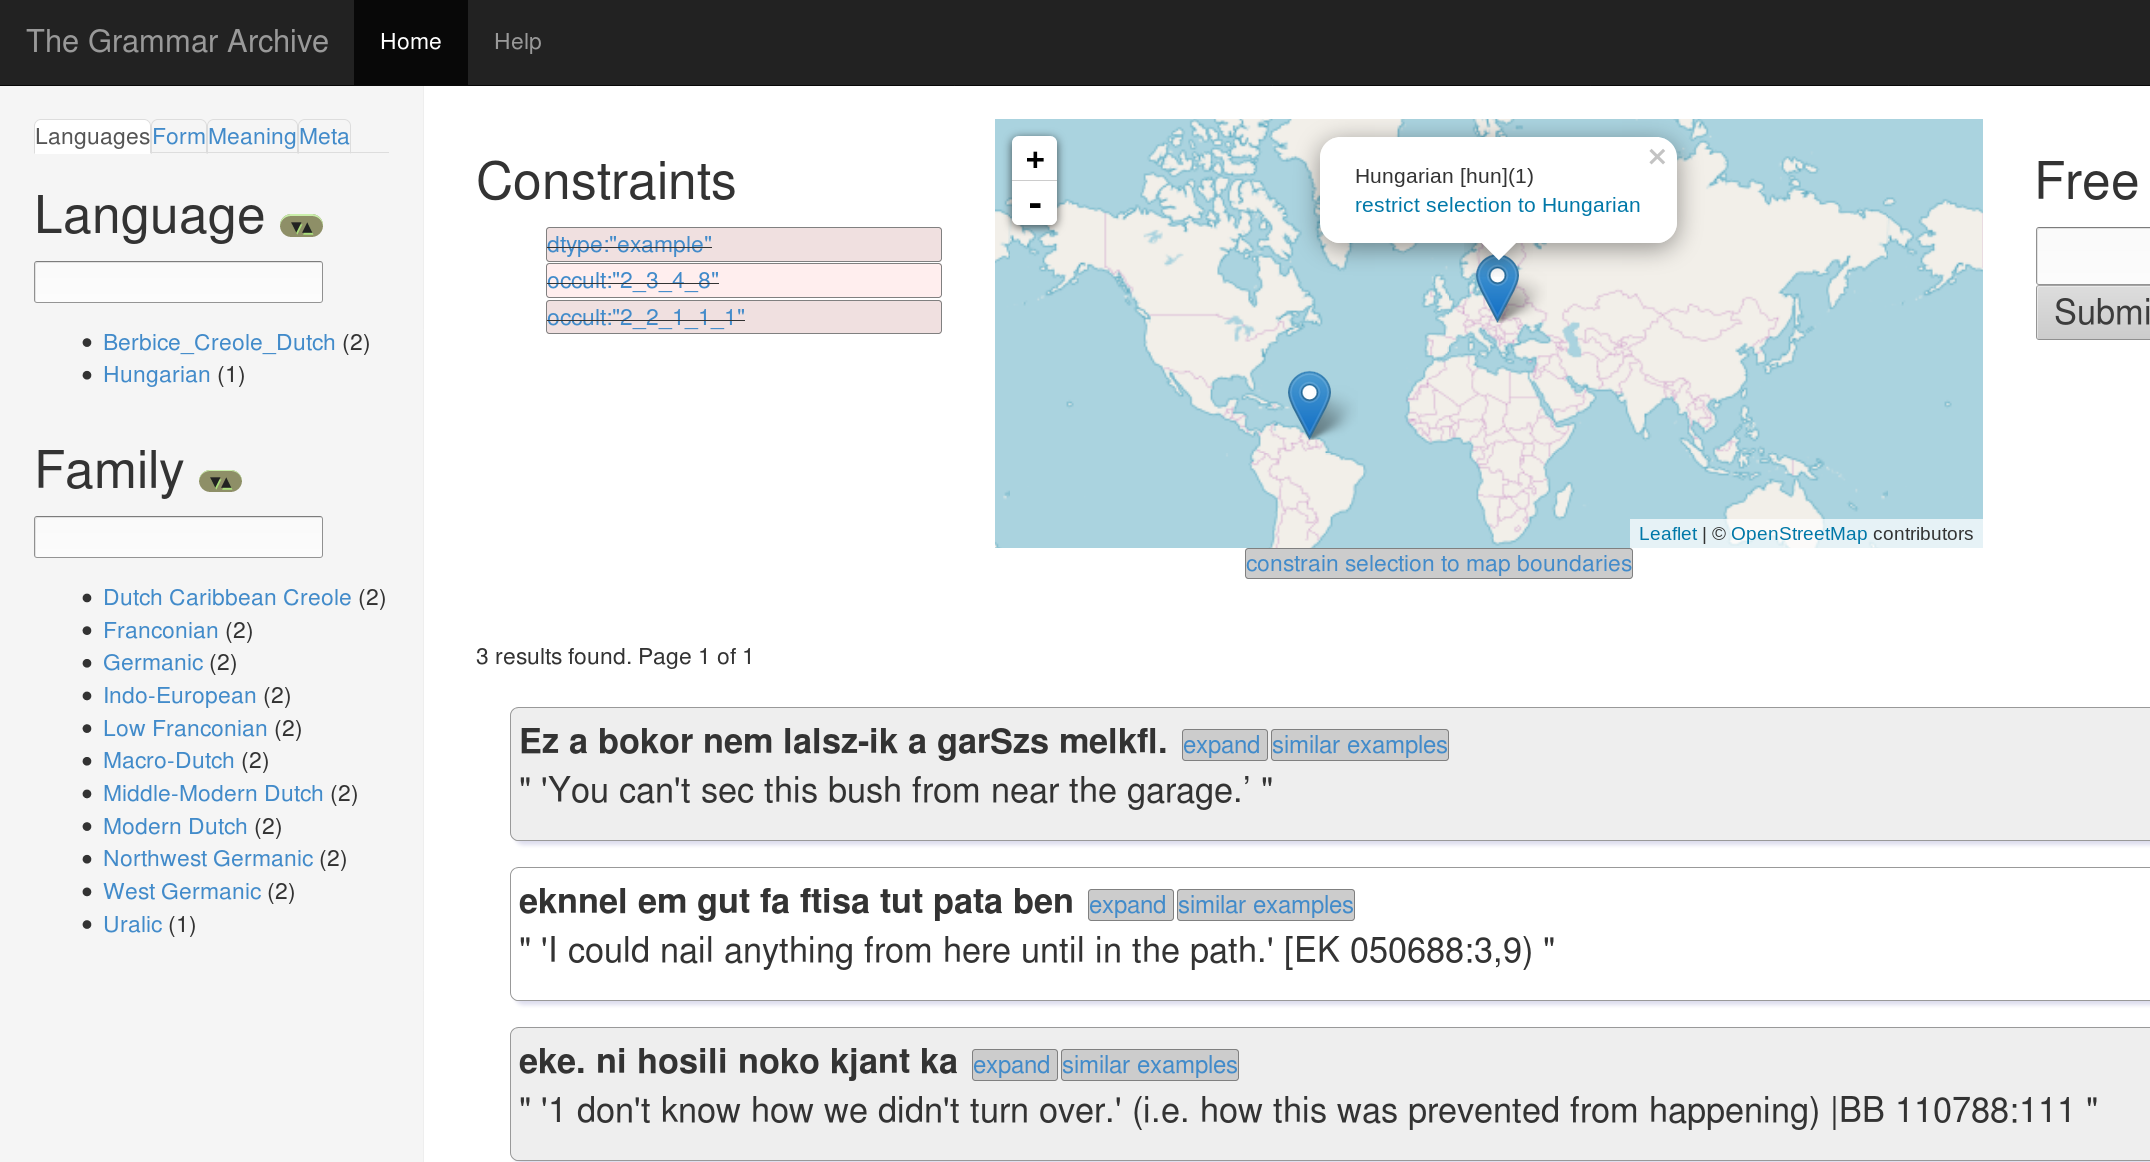 The Grammar Archive
Home
Help
Languages
Form
Meaning
Meta
Language
Berbice_Creole_Dutch (2)
Hungarian (1)
Family
Dutch Caribbean Creole (2)
Franconian (2)
Germanic (2)
Indo-European (2)
Low Franconian (2)
Macro-Dutch (2)
Middle-Modern Dutch (2)
Modern Dutch (2)
Northwest Germanic (2)
West Germanic (2)
Uralic (1)
Constraints
dtype:"example"
occult:"2_3_4_8"
occult:"2_2_1_1_1"
+
-
Hungarian [hun](1)
restrict selection to Hungarian
×
Leaflet | © OpenStreetMap contributors
constrain selection to map boundaries
Free
Submi
3 results found. Page 1 of 1
Ez a bokor nem lalsz-ik a garSzs melkfl. expand similar examples
" 'You can't sec this bush from near the garage.’ "
eknnel em gut fa ftisa tut pata ben expand similar examples
" 'I could nail anything from here until in the path.' [EK 050688:3,9) "
eke. ni hosili noko kjant ka expand similar examples
" '1 don't know how we didn't turn over.' (i.e. how this was prevented from happening) |BB 110788:111 "